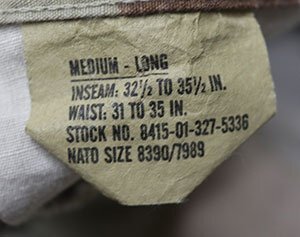 MEDIUM - LONG
INSEAM: 32½ TO 35½ IN.
WAIST: 31 TO 35 IN.
STOCK NO. 8415-01-327-5336
NATO SIZE 8390/7989